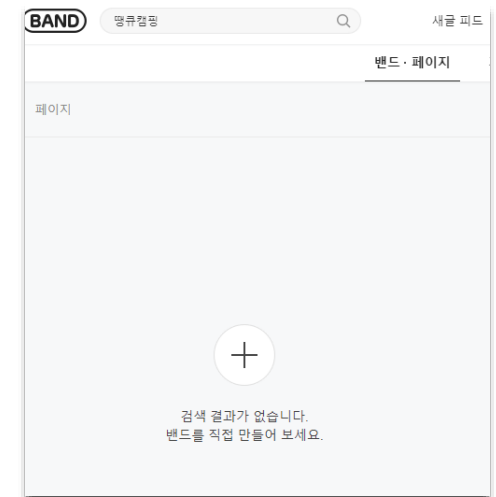 BAND 땡큐캠핑 새글 피드
밴드 · 페이지
페이지
검색 결과가 없습니다.
밴드를 직접 만들어 보세요.